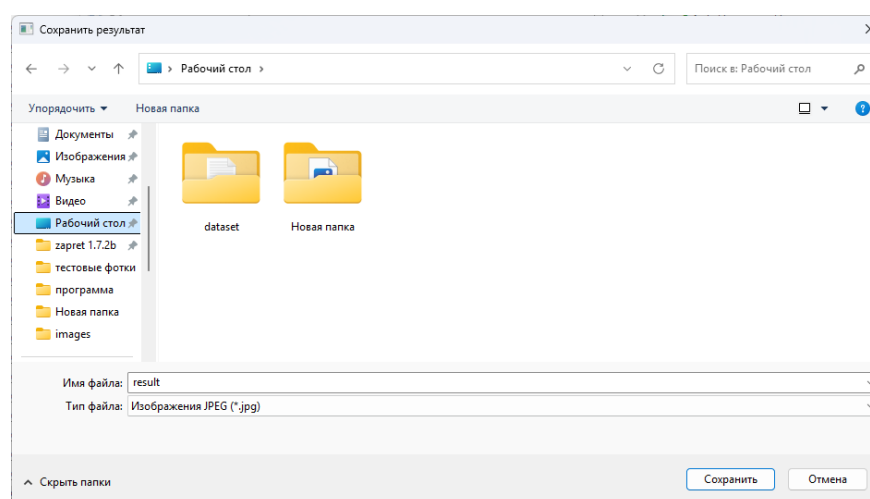 Сохранить результат
Рабочий стол
Поиск в: Рабочий стол
Упорядочить
Новая папка
Документы
Изображения
Музыка
Видео
Рабочий стол
zapret 1.7.2b
тестовые фотки
программа
Новая папка
images
dataset
Новая папка
Имя файла: result
Тип файла: Изображения JPEG (*.jpg)
Скрыть папки
Сохранить
Отмена